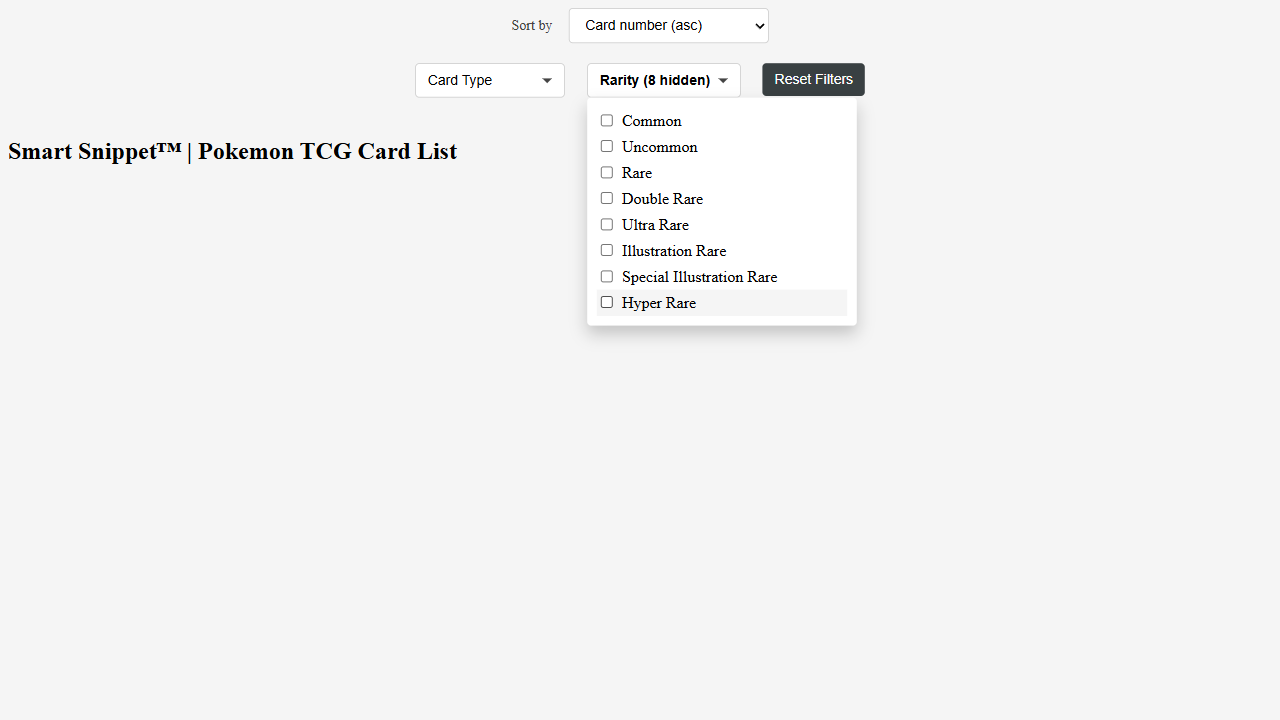 Sort by
Card number (asc)
Card Type
Rarity (8 hidden)
Reset Filters
Common
Uncommon
Rare
Double Rare
Ultra Rare
Illustration Rare
Special Illustration Rare
Hyper Rare
Smart Snippet™ | Pokemon TCG Card List